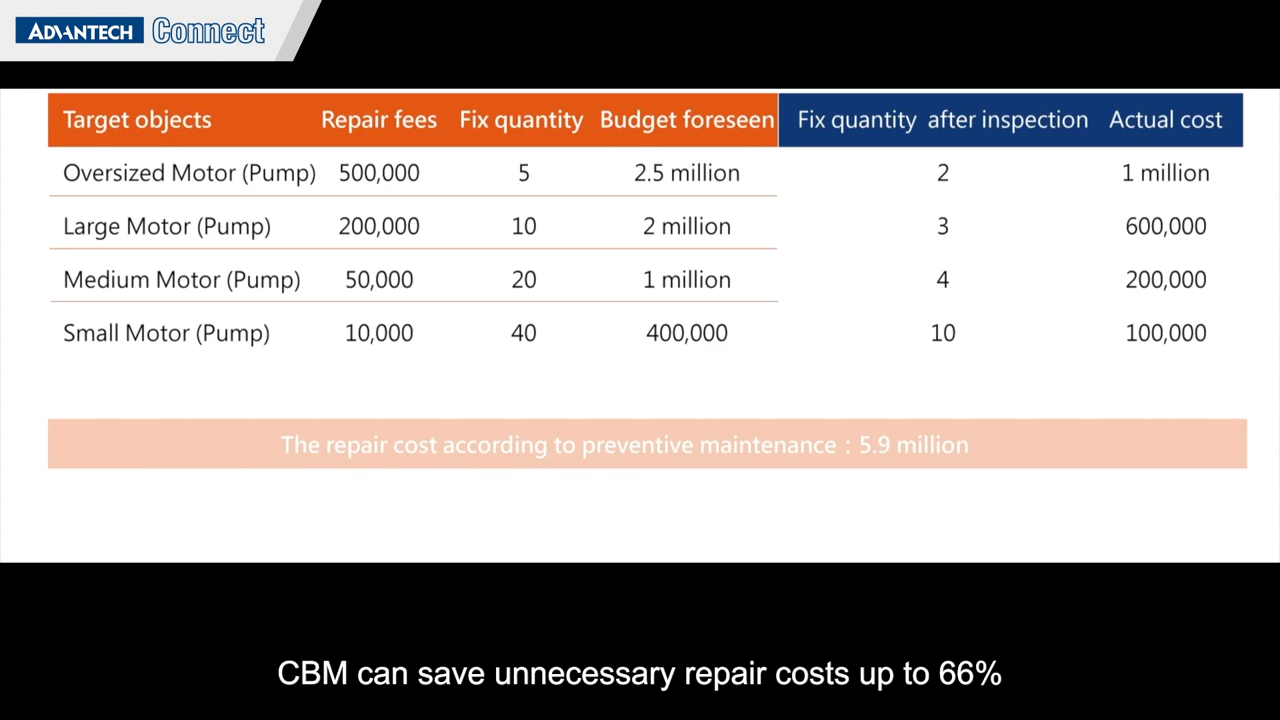 ADVANTECH Connect
Target objects Repair fees Fix quantity Budget foreseen Fix quantity after inspection Actual cost
Oversized Motor (Pump) 500,000 5 2.5 million 2 1 million
Large Motor (Pump) 200,000 10 2 million 3 600,000
Medium Motor (Pump) 50,000 20 1 million 4 200,000
Small Motor (Pump) 10,000 40 400,000 10 100,000
The repair cost according to preventive maintenance：5.9 million
CBM can save unnecessary repair costs up to 66%